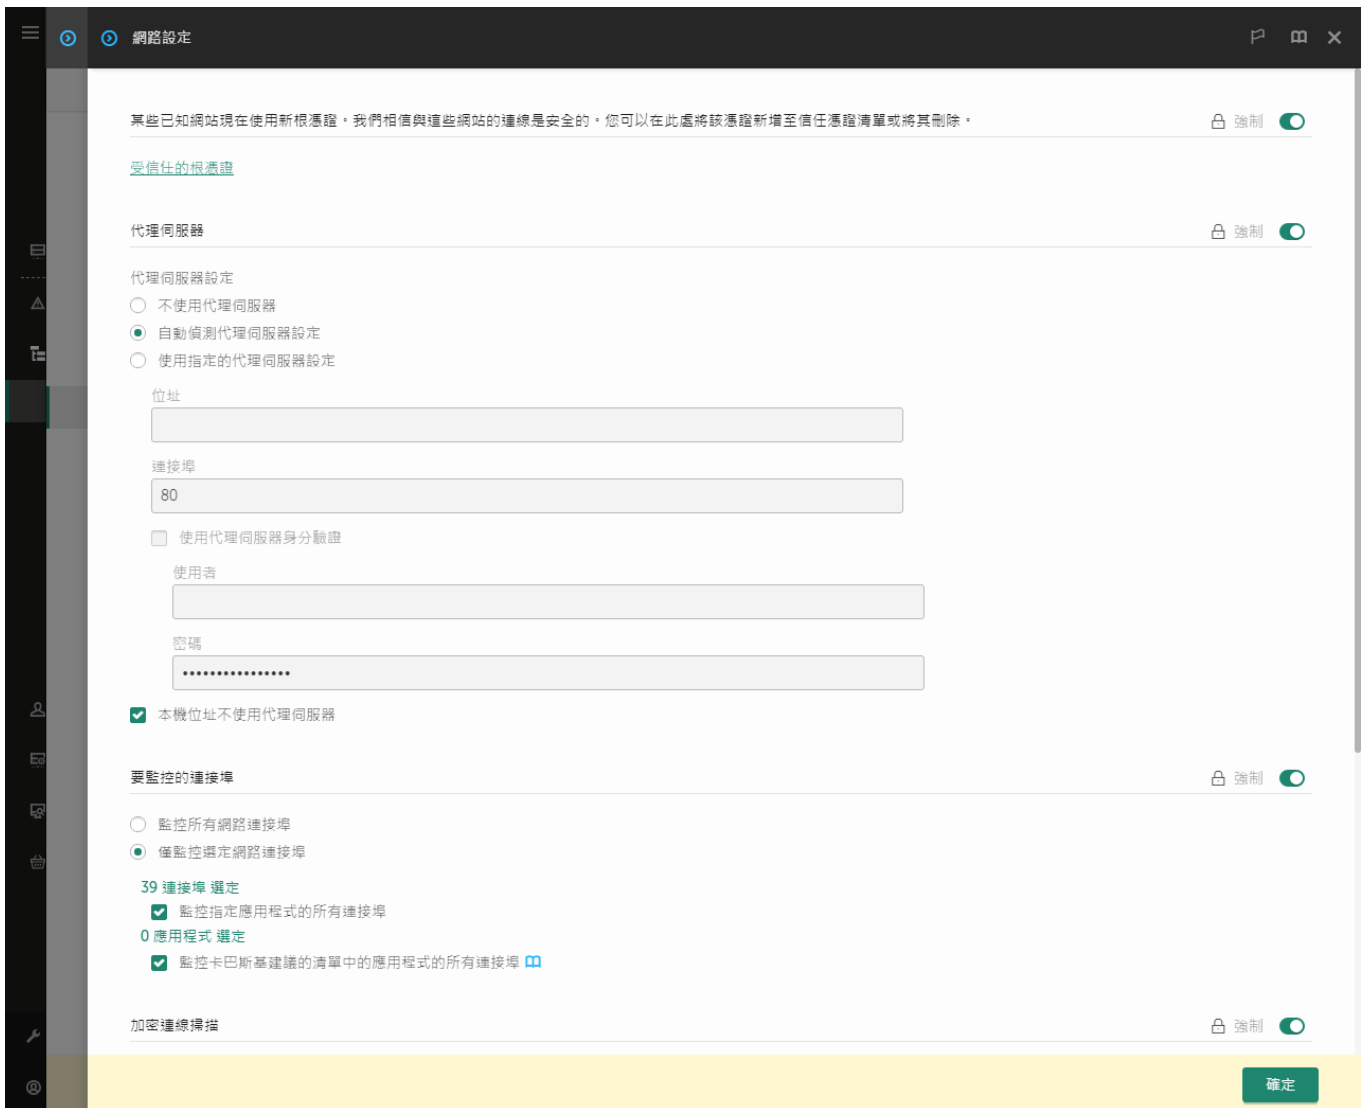 網路設定
某些已知網站現在使用新根憑證。我們相信與這些網站的連線是安全的。您可以在此處將該憑證新增至信任憑證清單或將其刪除。 強制
受信任的根憑證
代理伺服器 強制
代理伺服器設定
不使用代理伺服器
自動偵測代理伺服器設定
使用指定的代理伺服器設定
位址
連接埠
80
使用代理伺服器身分驗證
使用者
密碼
••••••••••••••••
本機位址不使用代理伺服器
要監控的連接埠 強制
監控所有網路連接埠
僅監控選定網路連接埠
39 連接埠 選定
監控指定應用程式的所有連接埠
0 應用程式 選定
監控卡巴斯基建議的清單中的應用程式的所有連接埠
加密連線掃描 強制
確定